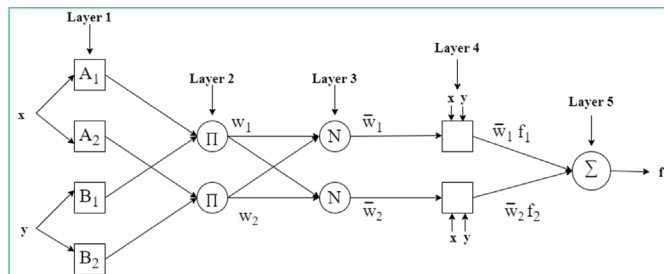 Layer 1
A₁
x
A₂
B₁
y
B₂
Layer 2
Π
w₁
Π
w₂
Layer 3
N
w̅₁
N
w̅₂
Layer 4
x y
x y
w̅₁ f₁
w̅₂ f₂
Layer 5
Σ
f